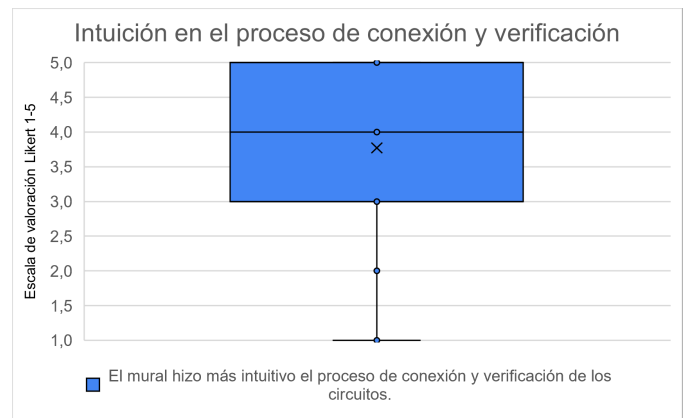 Intuición en el proceso de conexión y verificación
Escala de valoración Likert 1-5
5,0
4,5
4,0
3,5
3,0
2,5
2,0
1,5
1,0
El mural hizo más intuitivo el proceso de conexión y verificación de los
circuitos.